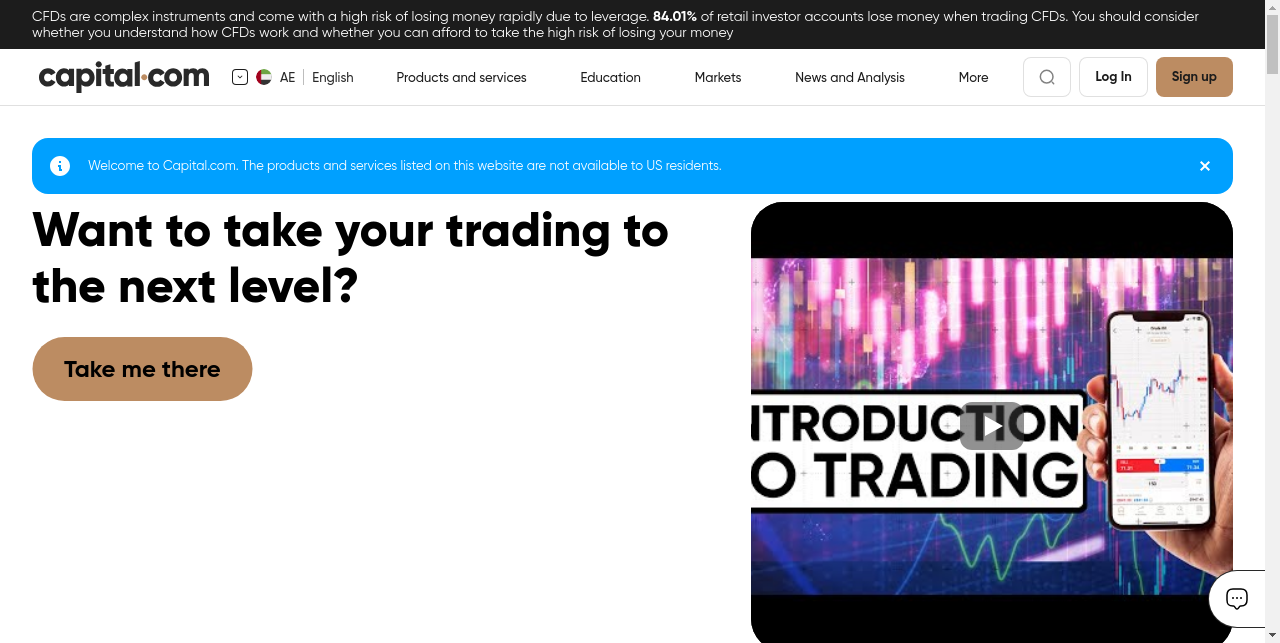 CFDs are complex instruments and come with a high risk of losing money rapidly due to leverage. 84.01% of retail investor accounts lose money when trading CFDs. You should consider
whether you understand how CFDs work and whether you can afford to take the high risk of losing your money
capital.com
AE
English
Products and services
Education
Markets
News and Analysis
More
Log In
Sign up
Welcome to Capital.com. The products and services listed on this website are not available to US residents.
Want to take your trading to
the next level?
Take me there
NTRODUCTION
O TRADING